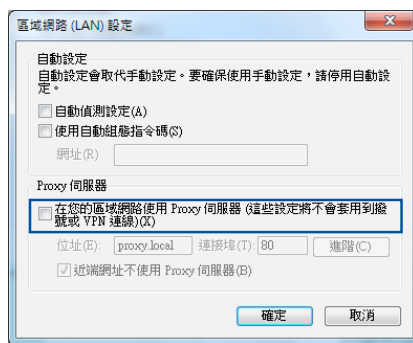 區域網路 (LAN) 設定
自動設定
自動設定會取代手動設定。要確保使用手動設定，請停用自動設
定。
自動偵測設定(A)
使用自動組態指令碼(S)
網址(R)
Proxy 伺服器
在您的區域網路使用 Proxy 伺服器 (這些設定將不會套用到撥
號或 VPN 連線)(X)
位址(E): proxy.local 連接埠(T): 80 進階(C)
近端網址不使用 Proxy 伺服器(B)
確定 取消